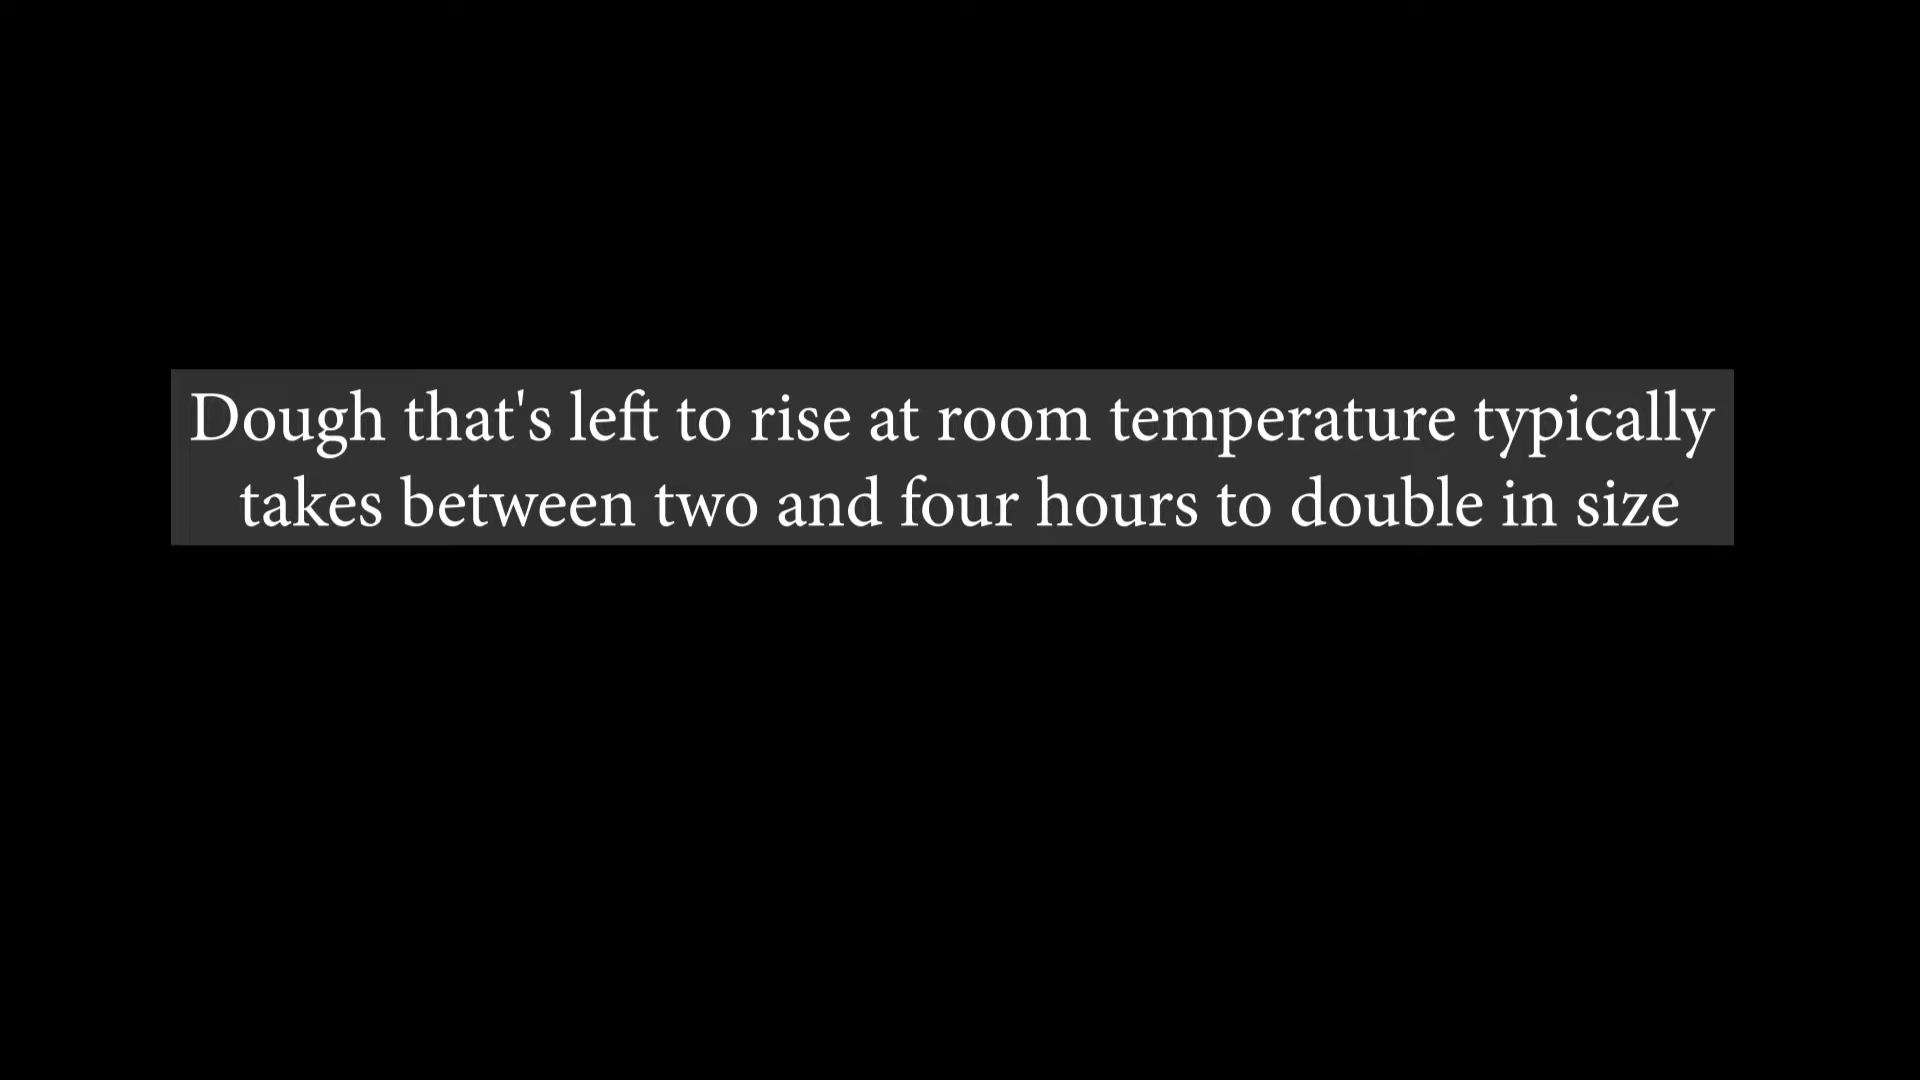 Dough that's left to rise at room temperature typically
takes between two and four hours to double in size